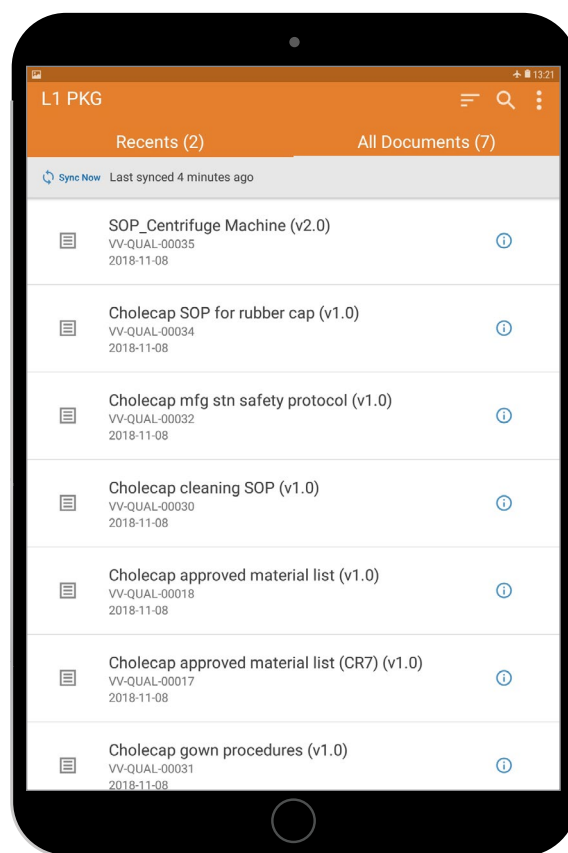 13:21
L1 PKG
Recents (2)
All Documents (7)
Sync Now Last synced 4 minutes ago
SOP_Centrifuge Machine (v2.0)
VV-QUAL-00035
2018-11-08
Cholecap SOP for rubber cap (v1.0)
VV-QUAL-00034
2018-11-08
Cholecap mfg stn safety protocol (v1.0)
VV-QUAL-00032
2018-11-08
Cholecap cleaning SOP (v1.0)
VV-QUAL-00030
2018-11-08
Cholecap approved material list (v1.0)
VV-QUAL-00018
2018-11-08
Cholecap approved material list (CR7) (v1.0)
VV-QUAL-00017
2018-11-08
Cholecap gown procedures (v1.0)
VV-QUAL-00031
2018-11-08